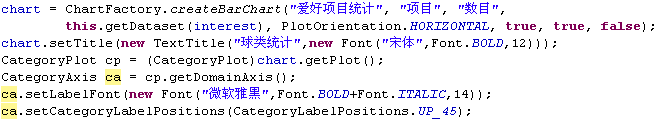 chart = ChartFactory.createBarChart("爱好项目统计", "项目", "数目",
this.getDataset(interest), PlotOrientation.HORIZONTAL, true, true, false);
chart.setTitle(new TextTitle("球类统计",new Font("宋体",Font.BOLD,12)));
CategoryPlot cp = (CategoryPlot)chart.getPlot();
CategoryAxis ca = cp.getDomainAxis();
ca.setLabelFont(new Font("微软雅黑",Font.BOLD+Font.ITALIC,14));
ca.setCategoryLabelPositions(CategoryLabelPositions.UP_45);